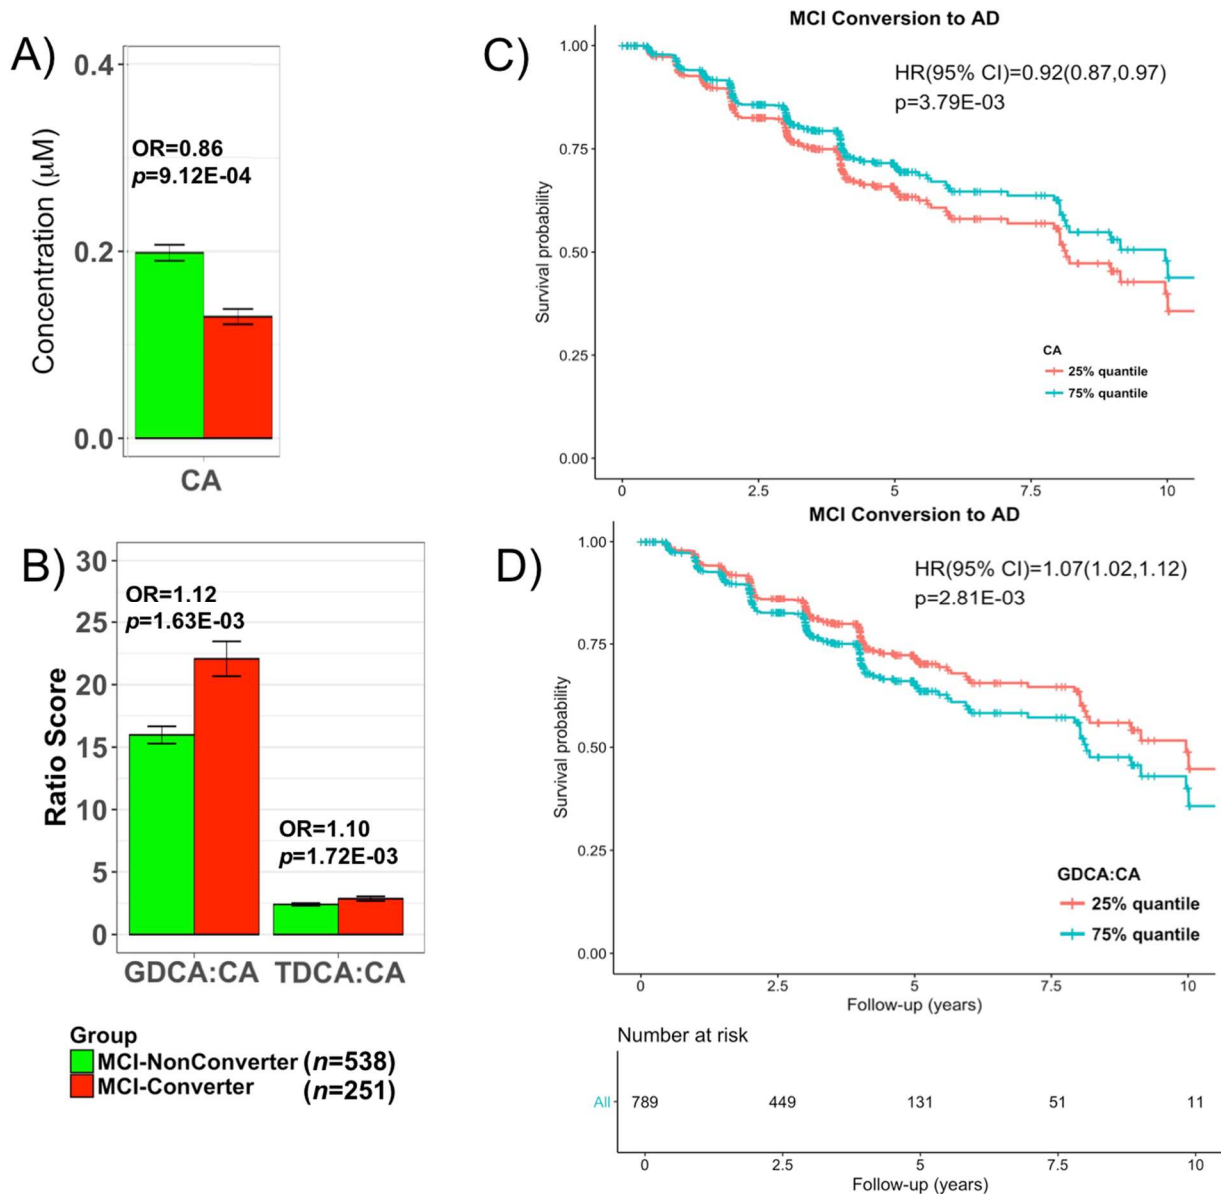 A)
0.4
0.2
0.0
Concentration (µM)
OR=0.86
p=9.12E-04
CA
B)
30
25
20
15
10
5
0
Ratio Score
OR=1.12
p=1.63E-03
OR=1.10
p=1.72E-03
GDCA:CA TDCA:CA
Group
MCI-NonConverter (n=538)
MCI-Converter (n=251)
C)
MCI Conversion to AD
HR(95% CI)=0.92(0.87,0.97)
p=3.79E-03
1.00
0.75
0.50
0.25
0.00
Survival probability
CA
25% quantile
75% quantile
0 2.5 5 7.5 10
D)
MCI Conversion to AD
HR(95% CI)=1.07(1.02,1.12)
p=2.81E-03
1.00
0.75
0.50
0.25
0.00
Survival probability
GDCA:CA
25% quantile
75% quantile
0 2.5 5 7.5 10
Follow-up (years)
Number at risk
All 789 449 131 51 11
0 2.5 5 7.5 10
Follow-up (years)